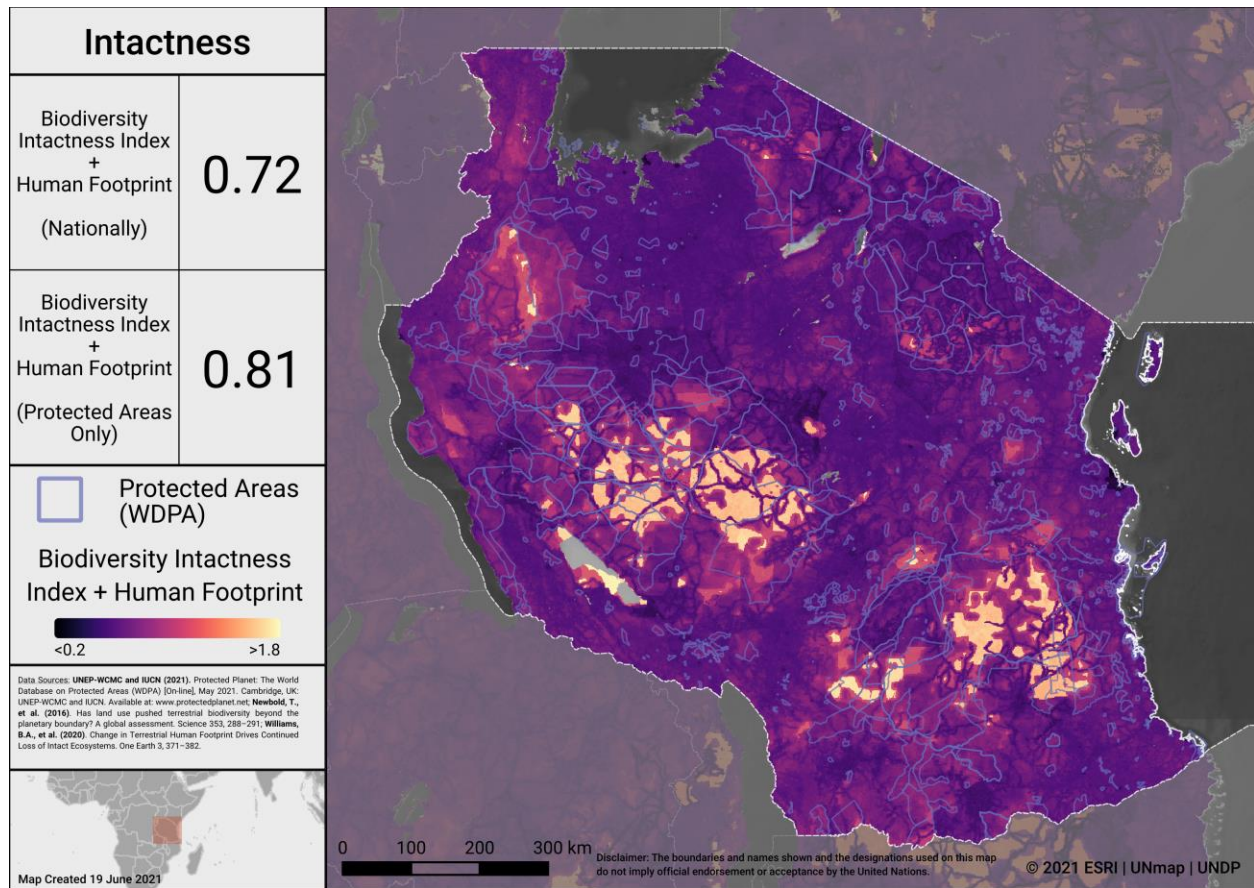 Intactness
Biodiversity
Intactness Index
+
Human Footprint
(Nationally)
0.72
Biodiversity
Intactness Index
+
Human Footprint
(Protected Areas
Only)
0.81
Protected Areas
(WDPA)
Biodiversity Intactness
Index + Human Footprint
<0.2
>1.8
Data Sources: UNEP-WCMC and IUCN (2021). Protected Planet: The World
Database on Protected Areas (WDPA) [On-line], May 2021. Cambridge, UK:
UNEP-WCMC and IUCN. Available at: www.protectedplanet.net; Newbold, T.,
et al. (2016). Has land use pushed terrestrial biodiversity beyond the
planetary boundary? A global assessment. Science 353, 288–291; Williams,
B.A., et al. (2020). Change in Terrestrial Human Footprint Drives Continued
Loss of Intact Ecosystems. One Earth 3, 371–382.
Map Created 19 June 2021
0 100 200 300 km
Disclaimer: The boundaries and names shown and the designations used on this map
do not imply official endorsement or acceptance by the United Nations.
© 2021 ESRI | UNmap | UNDP